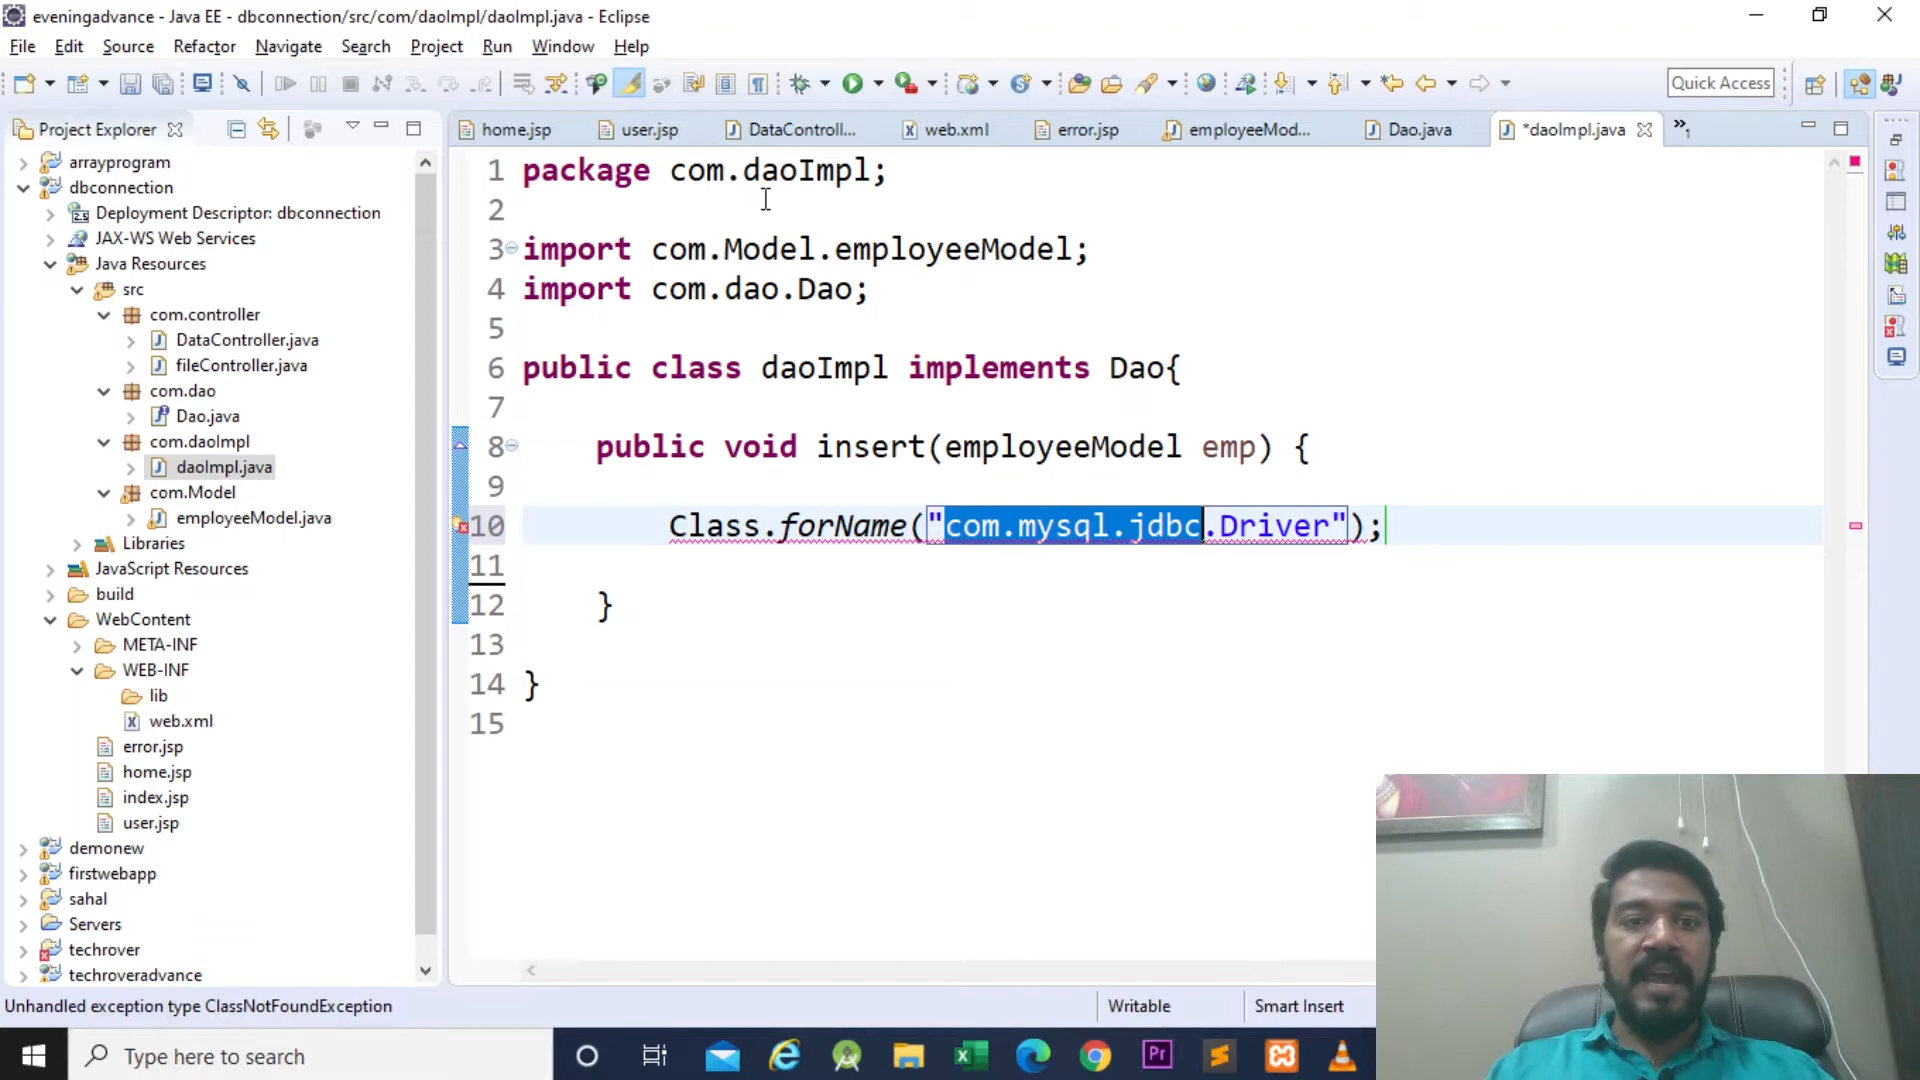 eveningadvance - Java EE - dbconnection/src/com/daoImpl/daoImpl.java - Eclipse
File Edit Source Refactor Navigate Search Project Run Window Help
Quick Access
Project Explorer
home.jsp user.jsp DataControll... web.xml error.jsp employeeMod... Dao.java *daoImpl.java »1
arrayprogram
dbconnection
Deployment Descriptor: dbconnection
JAX-WS Web Services
Java Resources
src
com.controller
DataController.java
fileController.java
com.dao
Dao.java
com.daoImpl
daoImpl.java
com.Model
employeeModel.java
Libraries
JavaScript Resources
build
WebContent
META-INF
WEB-INF
lib
web.xml
error.jsp
home.jsp
index.jsp
user.jsp
demonew
firstwebapp
sahal
Servers
techrover
techroveradvance
1 package com.daoImpl;
2
3 import com.Model.employeeModel;
4 import com.dao.Dao;
5
6 public class daoImpl implements Dao{
7
8 public void insert(employeeModel emp) {
9
10 Class.forName("com.mysql.jdbc.Driver");
11
12 }
13
14 }
15
Unhandled exception type ClassNotFoundException
Writable Smart Insert
Type here to search
Pr